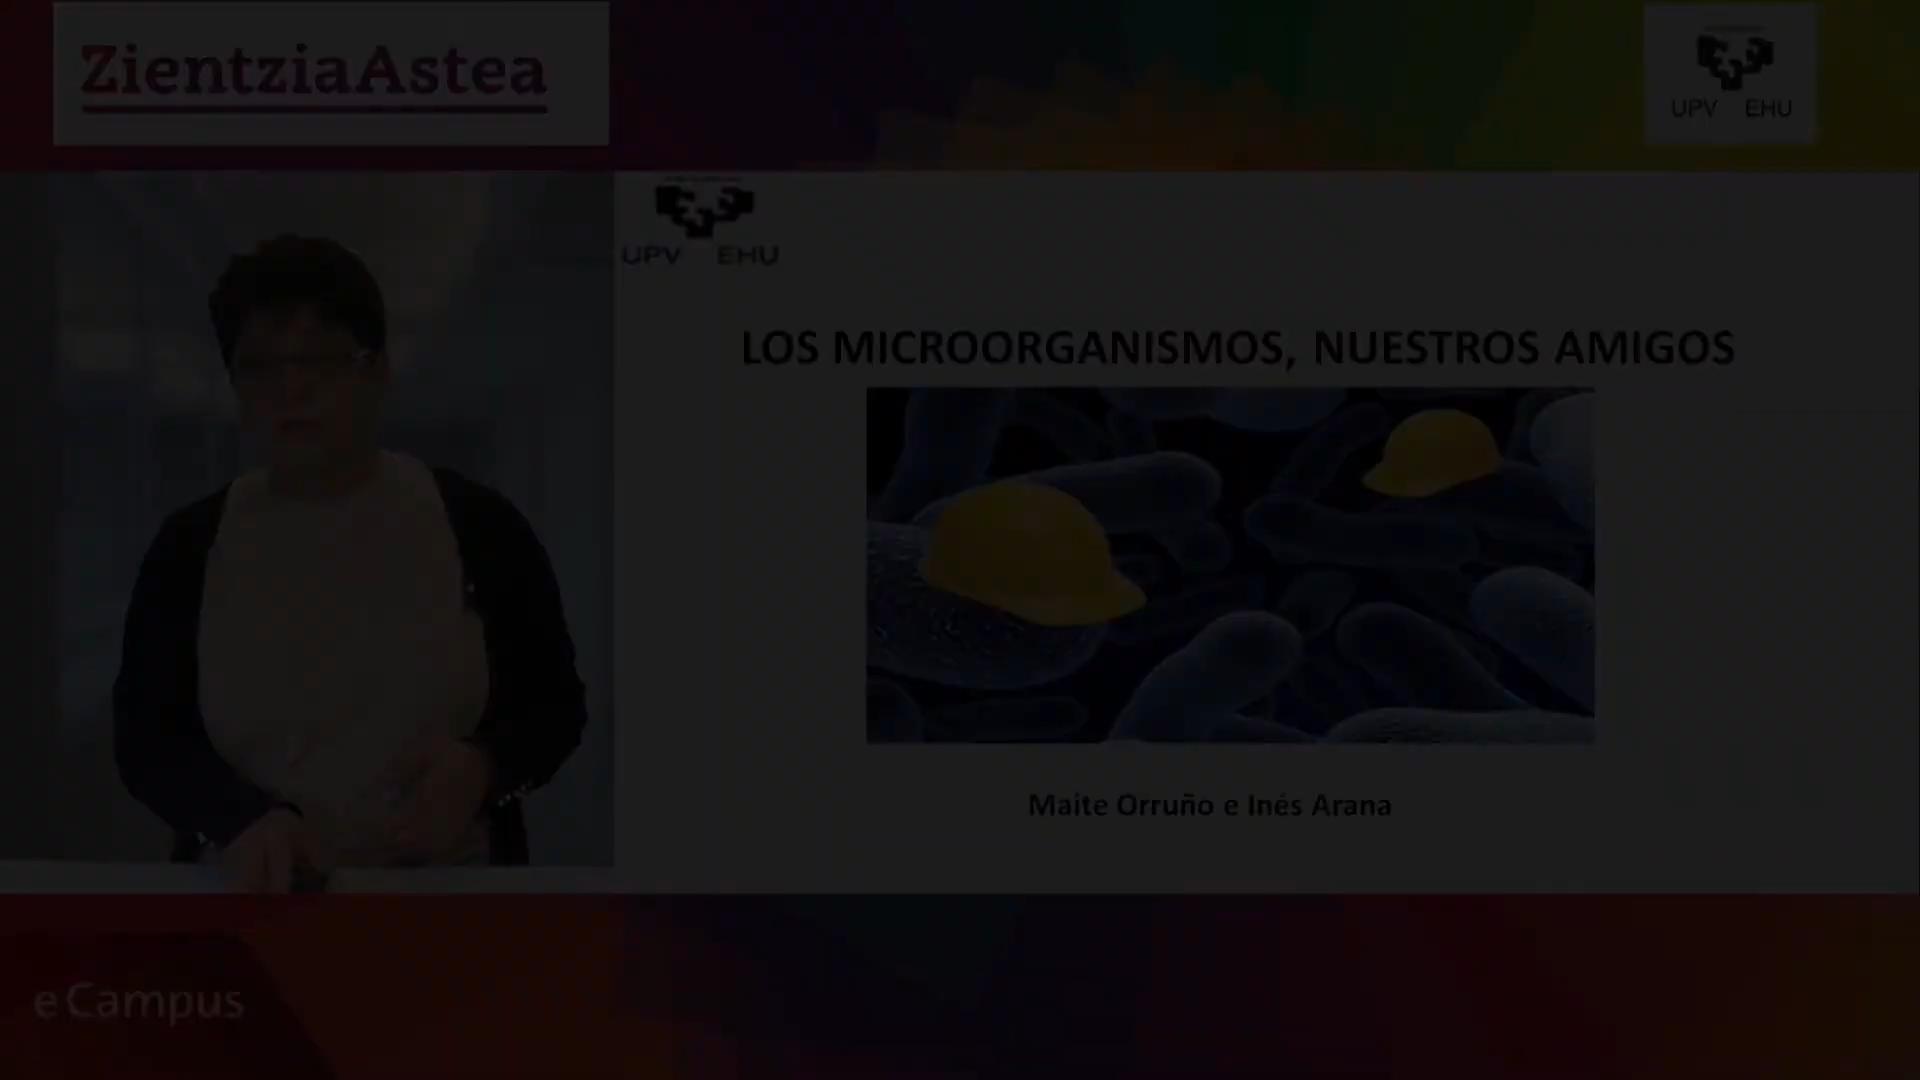 ZientziaAstea
UPV EHU
UPV EHU
LOS MICROORGANISMOS, NUESTROS AMIGOS
Maite Orruño e Inés Arana
eCampus